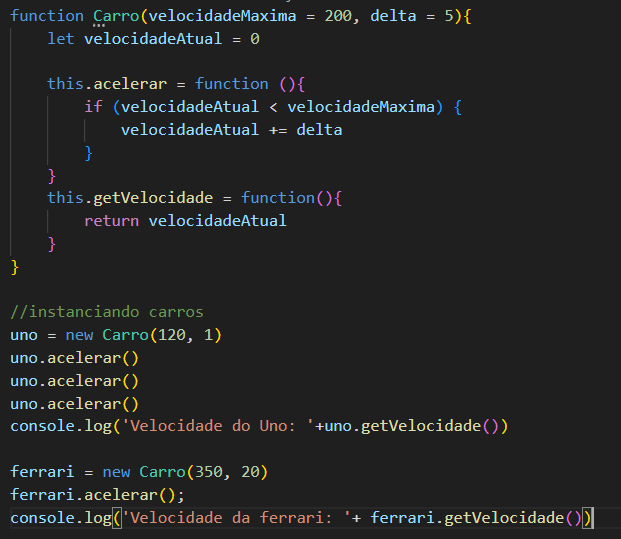 function Carro(velocidadeMaxima = 200, delta = 5){
    let velocidadeAtual = 0

    this.acelerar = function (){
        if (velocidadeAtual < velocidadeMaxima) {
            velocidadeAtual += delta
        }
    }
    this.getVelocidade = function(){
        return velocidadeAtual
    }
}

//instanciando carros
uno = new Carro(120, 1)
uno.acelerar()
uno.acelerar()
uno.acelerar()
console.log('Velocidade do Uno: '+uno.getVelocidade())

ferrari = new Carro(350, 20)
ferrari.acelerar();
console.log('Velocidade da ferrari: '+ ferrari.getVelocidade())